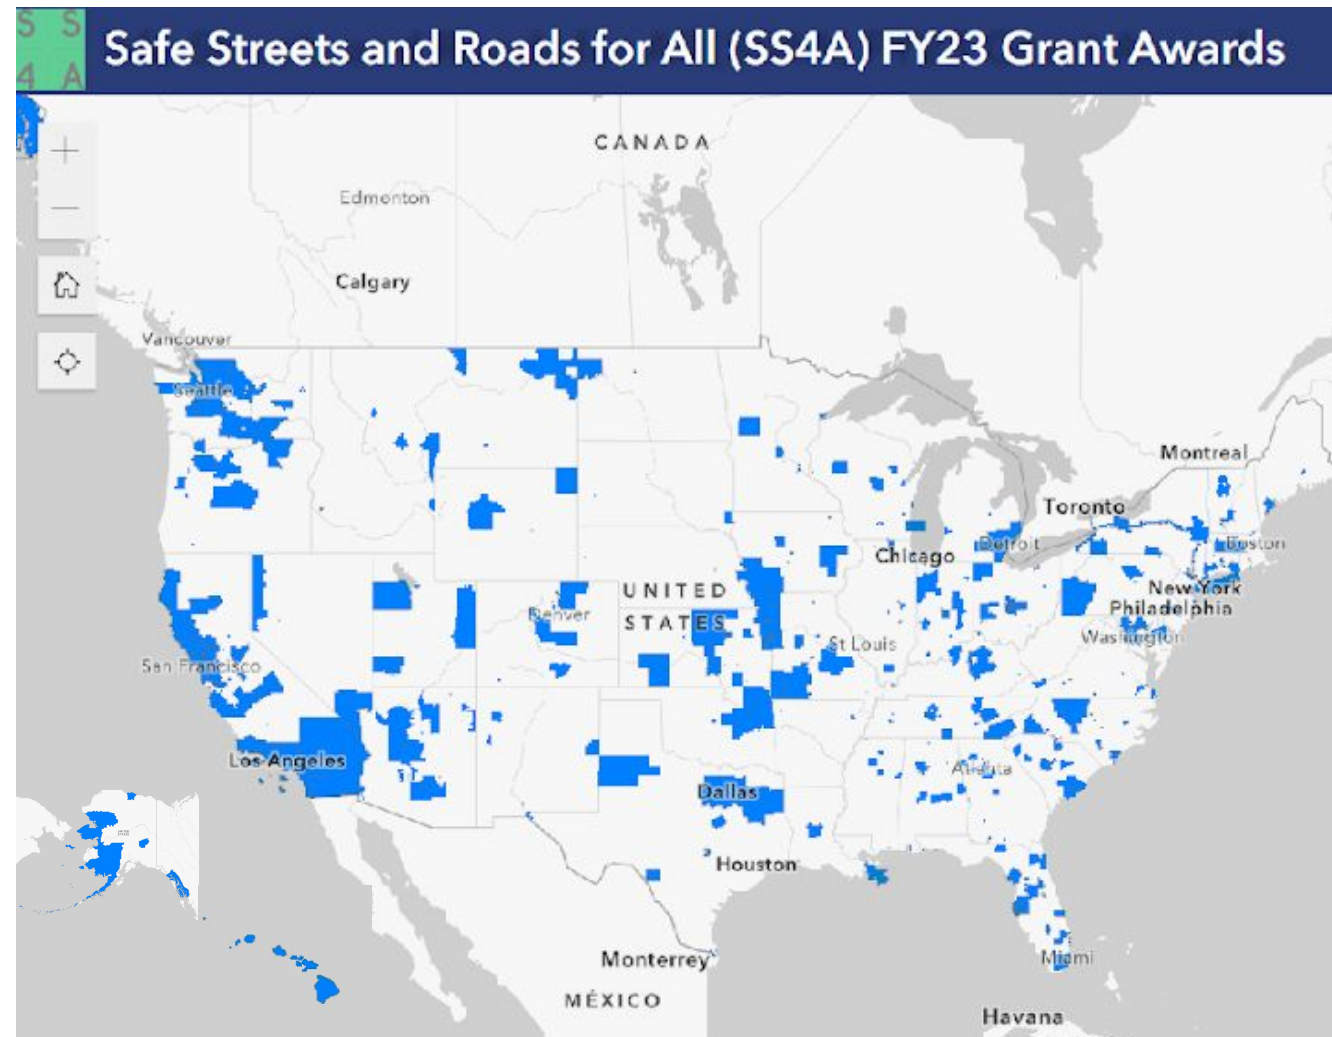 S S
4 A
Safe Streets and Roads for All (SS4A) FY23 Grant Awards
CANADA
Edmonton
Calgary
Vancouver
Seattle
Montreal
Toronto
Detroit
Boston
Chicago
New York
Philadelphia
Washington
UNITED
STATES
Denver
St Louis
San Francisco
Los Angeles
Atlanta
Dallas
Houston
Miami
Monterrey
MÉXICO
Havana